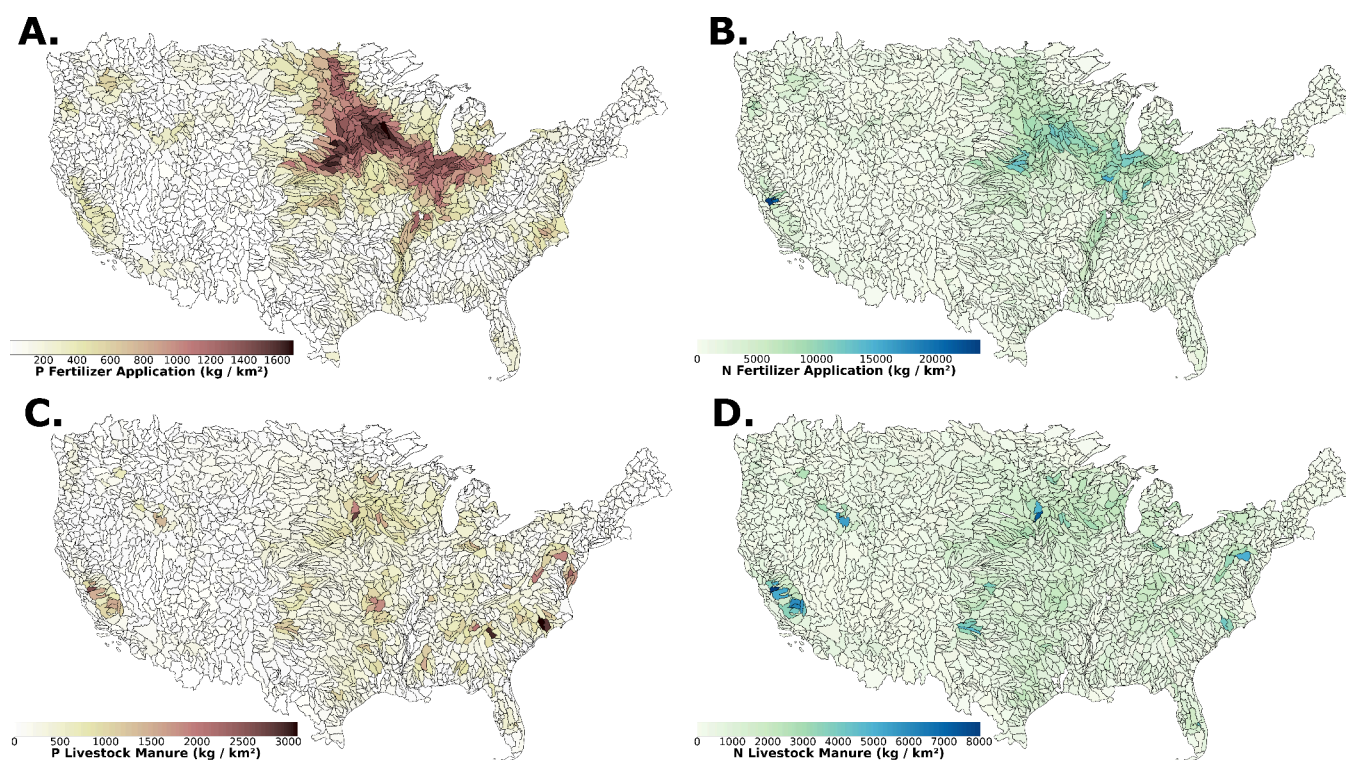 A.
B.
200 400 600 800 1000 1200 1400 1600
P Fertilizer Application (kg / km²)
0 5000 10000 15000 20000
N Fertilizer Application (kg / km²)
C.
D.
0 500 1000 1500 2000 2500 3000
P Livestock Manure (kg / km²)
0 1000 2000 3000 4000 5000 6000 7000 8000
N Livestock Manure (kg / km²)